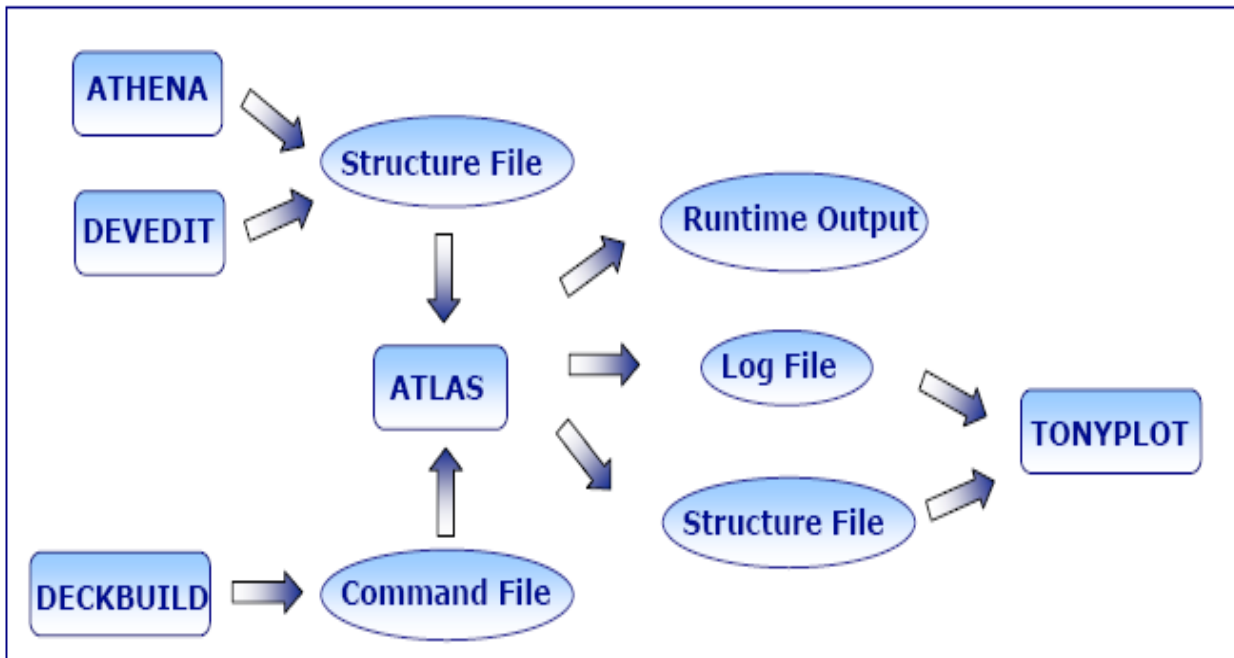 ATHENA
Structure File
DEVEDIT
Runtime Output
ATLAS
Log File
TONYPLOT
Structure File
DECKBUILD
Command File